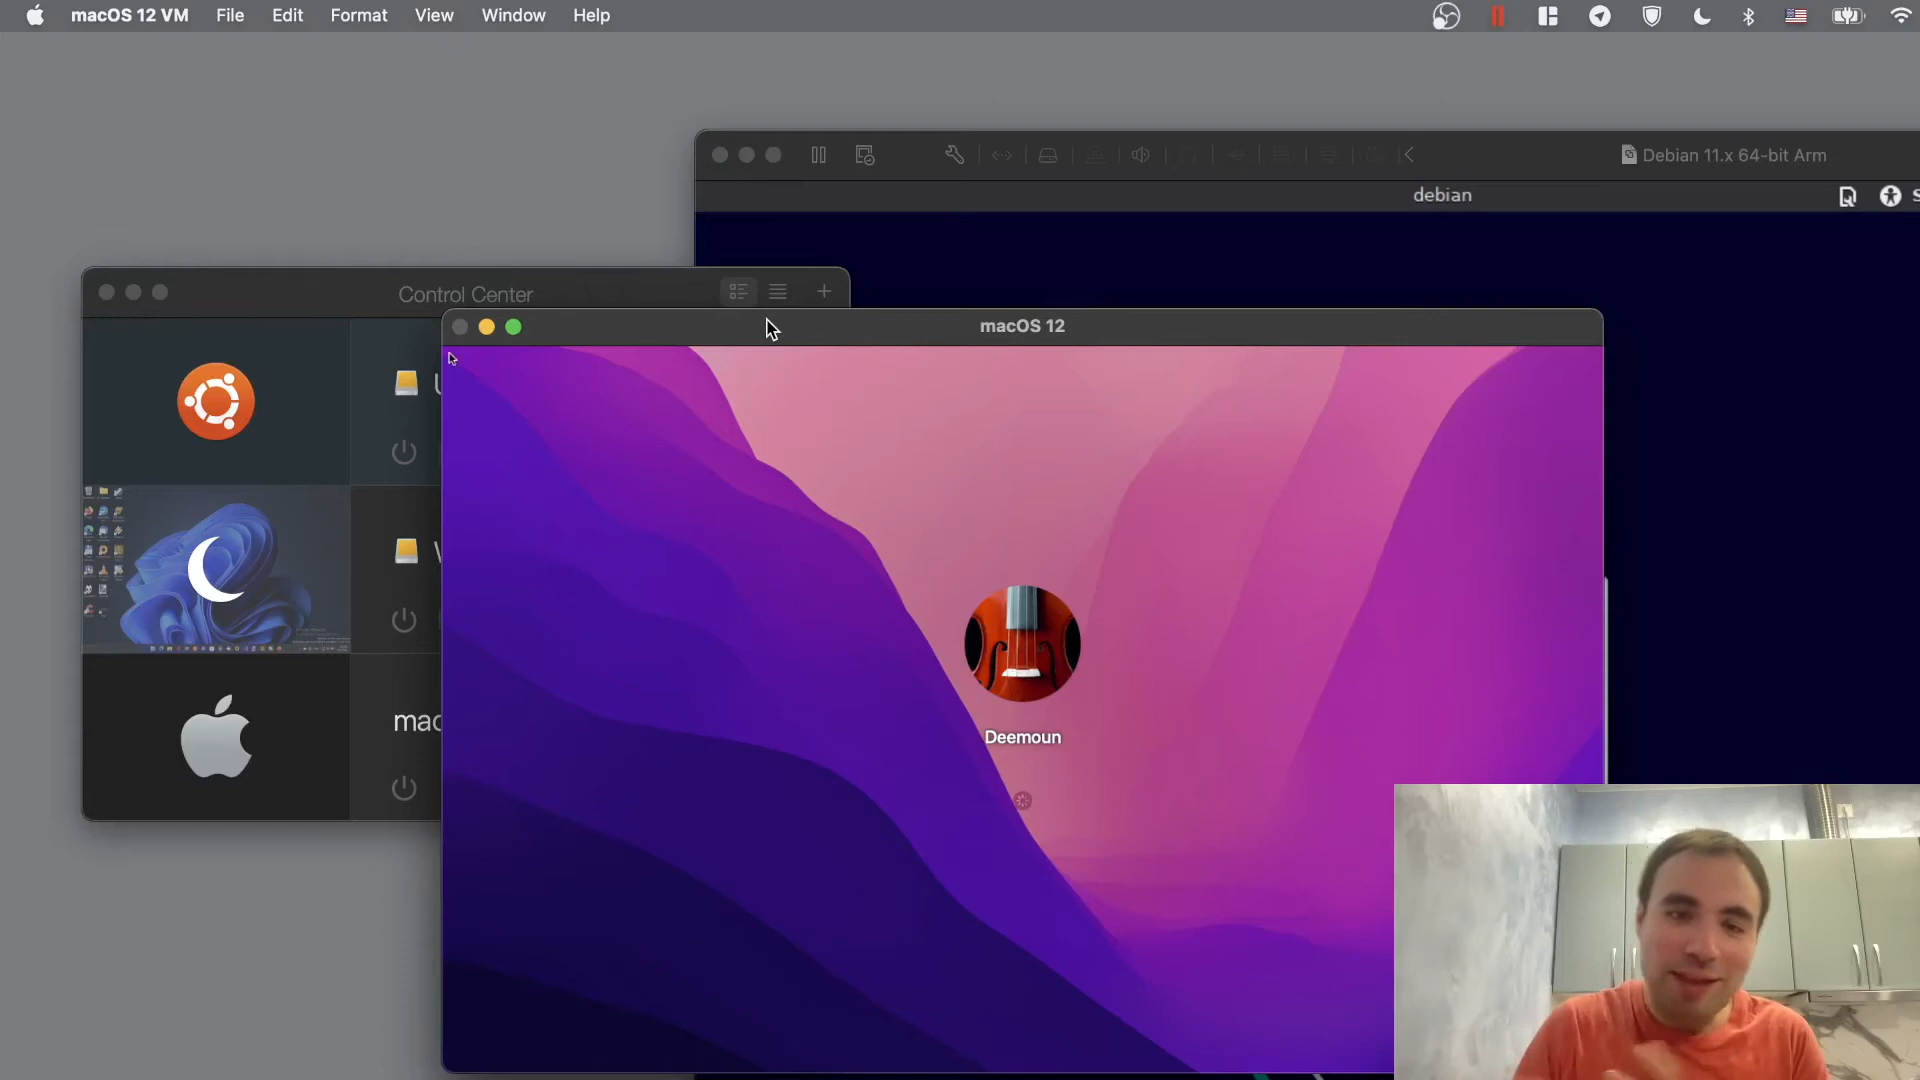 macOS 12 VM File Edit Format View Window Help
Debian 11.x 64-bit Arm
debian
Control Center
macOS 12
mac
Deemoun